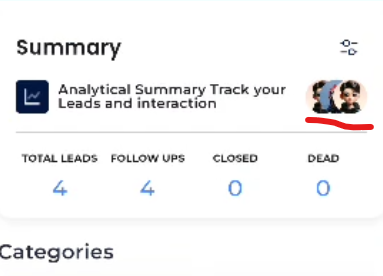 Summary
Analytical Summary Track your
Leads and interaction
TOTAL LEADS FOLLOW UPS CLOSED DEAD
4 4 0 0
Categories